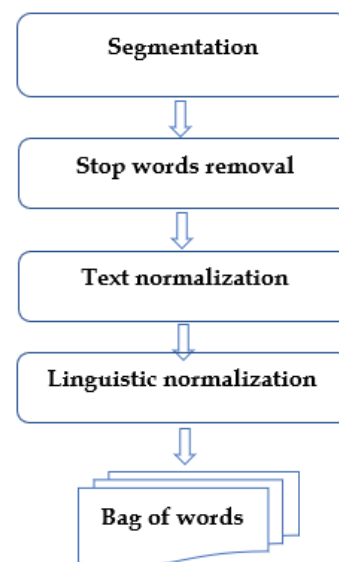 Segmentation
Stop words removal
Text normalization
Linguistic normalization
Bag of words